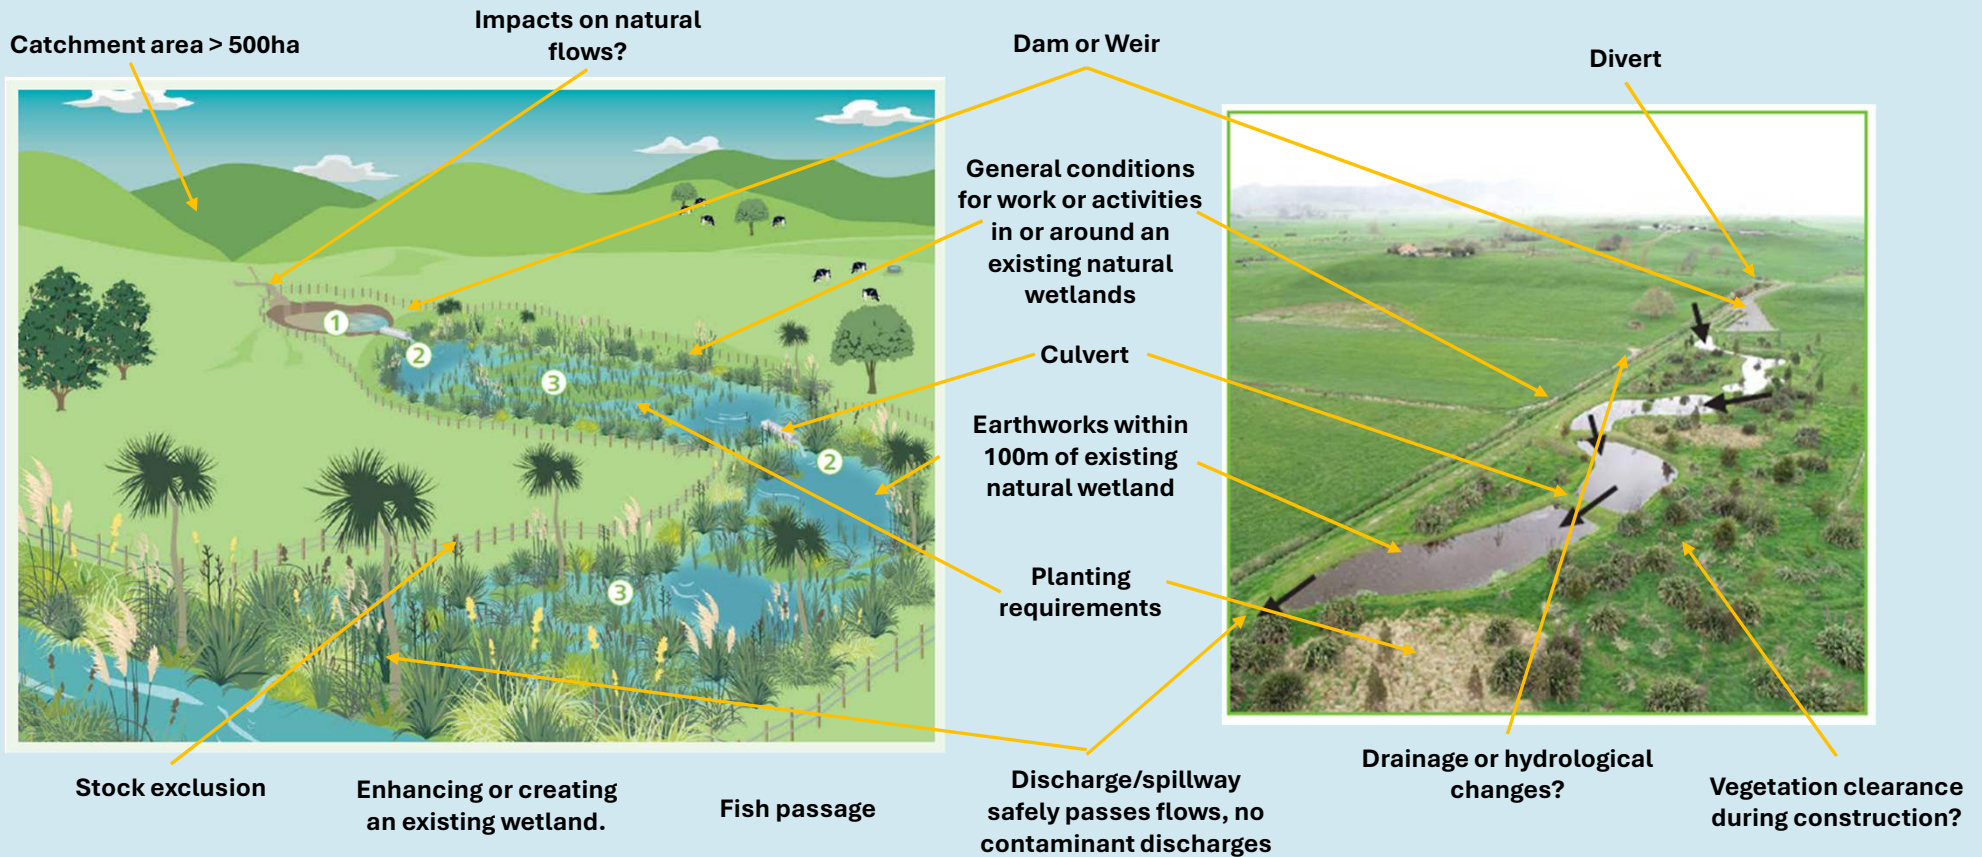 Catchment area > 500ha
Impacts on natural
flows?
Dam or Weir
Divert
General conditions
for work or activities
in or around an
existing natural
wetlands
Culvert
Earthworks within
100m of existing
natural wetland
Planting
requirements
1
2
3
2
3
Stock exclusion
Enhancing or creating
an existing wetland.
Fish passage
Discharge/spillway
safely passes flows, no
contaminant discharges
Drainage or hydrological
changes?
Vegetation clearance
during construction?